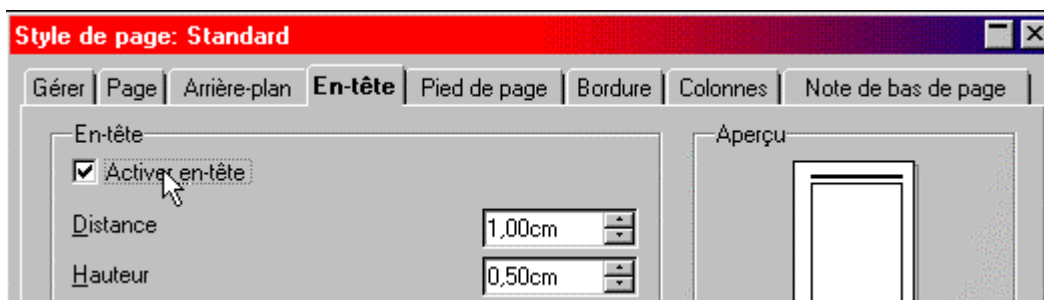 Style de page: Standard
Gérer Page Arrière-plan En-tête Pied de page Bordure Colonnes Note de bas de page
En-tête Aperçu
Activer en-tête
Distance 1,00cm
Hauteur 0,50cm